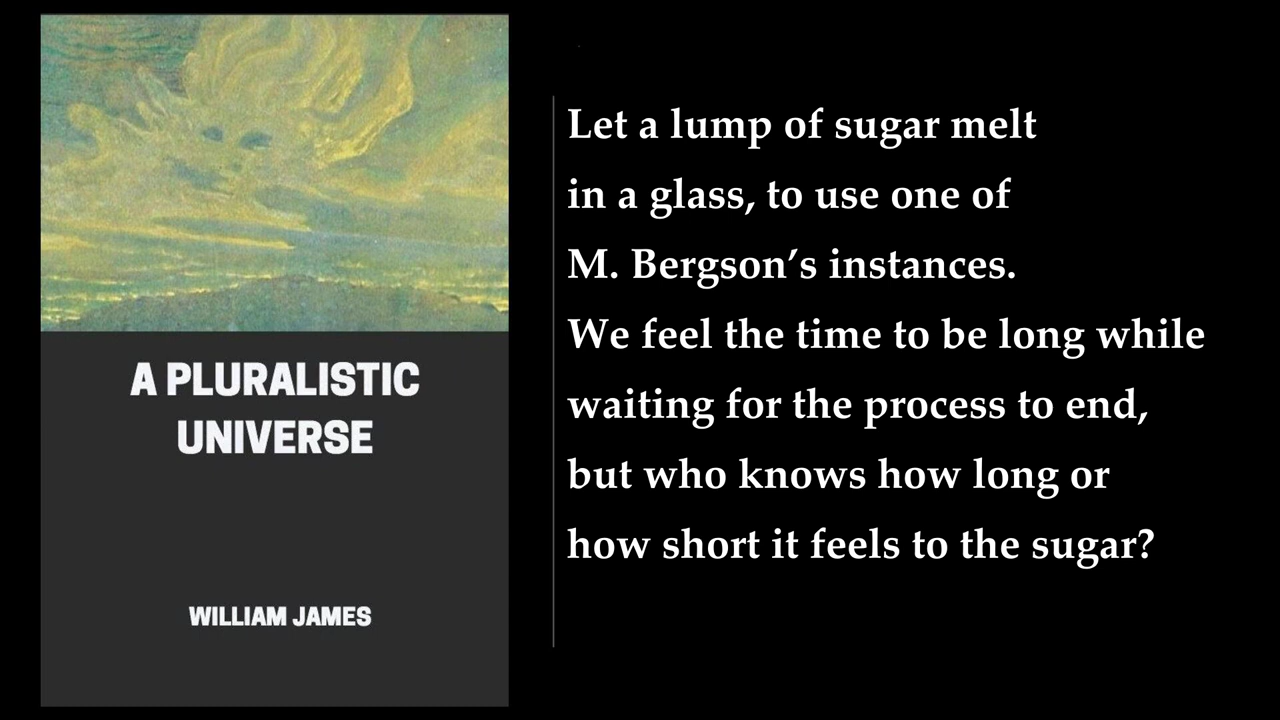 A PLURALISTIC
UNIVERSE
WILLIAM JAMES
Let a lump of sugar melt
in a glass, to use one of
M. Bergson’s instances.
We feel the time to be long while
waiting for the process to end,
but who knows how long or
how short it feels to the sugar?